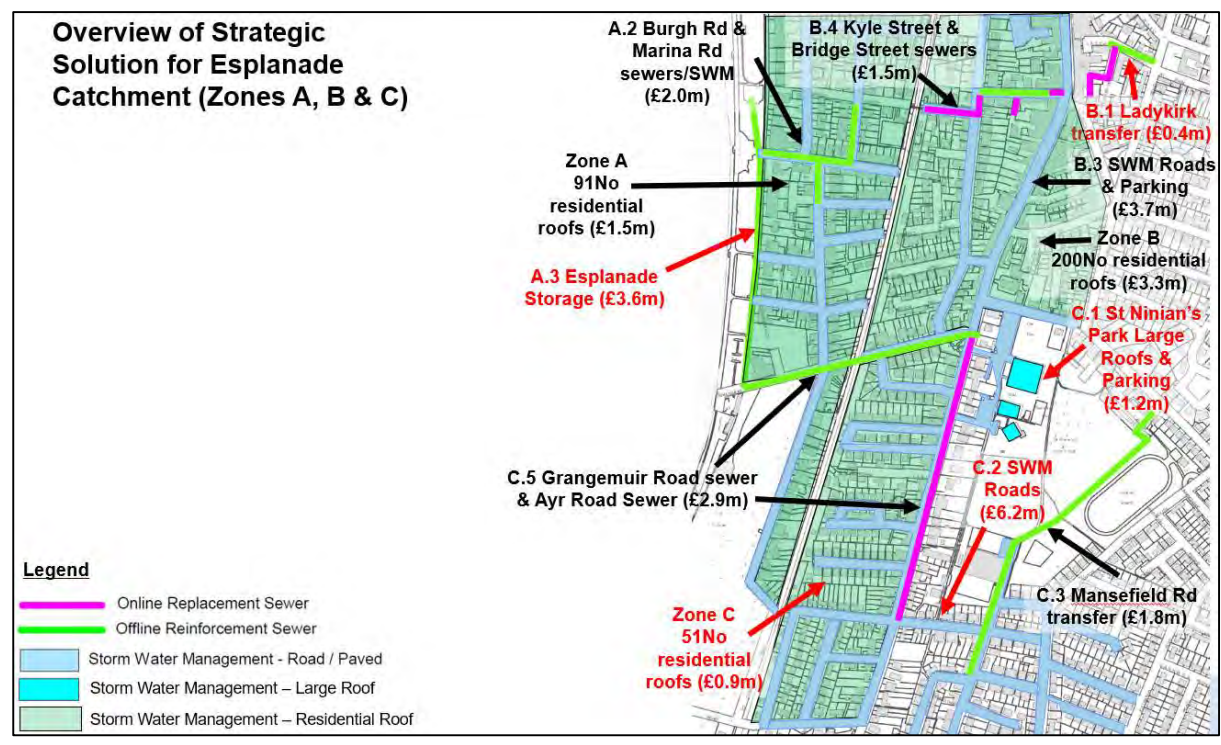 Overview of Strategic
Solution for Esplanade
Catchment (Zones A, B & C)
A.2 Burgh Rd &
Marina Rd
sewers/SWM
(£2.0m)
B.4 Kyle Street &
Bridge Street sewers
(£1.5m)
B.1 Ladykirk
transfer (£0.4m)
Zone A
91No
residential
roofs (£1.5m)
B.3 SWM Roads
& Parking
(£3.7m)
Zone B
200No residential
roofs (£3.3m)
A.3 Esplanade
Storage (£3.6m)
C.1 St Ninian's
Park Large
Roofs &
Parking
(£1.2m)
C.5 Grangemuir Road sewer
& Ayr Road Sewer (£2.9m)
C.2 SWM
Roads
(£6.2m)
C.3 Mansefield Rd
transfer (£1.8m)
Zone C
51No
residential
roofs (£0.9m)
Legend
Online Replacement Sewer
Offline Reinforcement Sewer
Storm Water Management - Road / Paved
Storm Water Management – Large Roof
Storm Water Management – Residential Roof